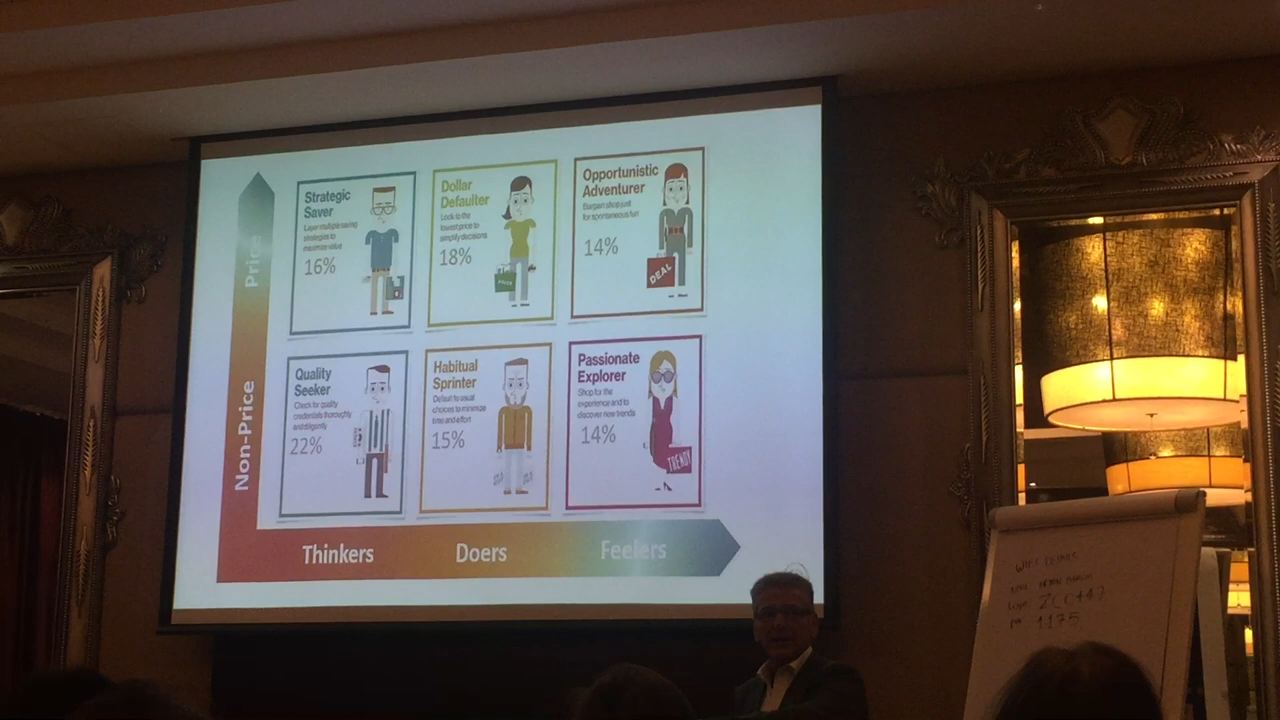 Strategic
Saver
Layer multiple saving
strategies to
maximize value
16%
Dollar
Defaulter
Look to the
lowest price to
simplify decisions
18%
Opportunistic
Adventurer
Bargain shop just
for spontaneous fun
14%
DEAL
Price
Quality
Seeker
Check for quality
credentials thoroughly
and diligently
22%
Habitual
Sprinter
Default to usual
choices to minimize
time and effort
15%
Passionate
Explorer
Shop for the
experience and to
discover new trends
14%
TRENDY
Non-Price
Thinkers
Doers
Feelers
1175